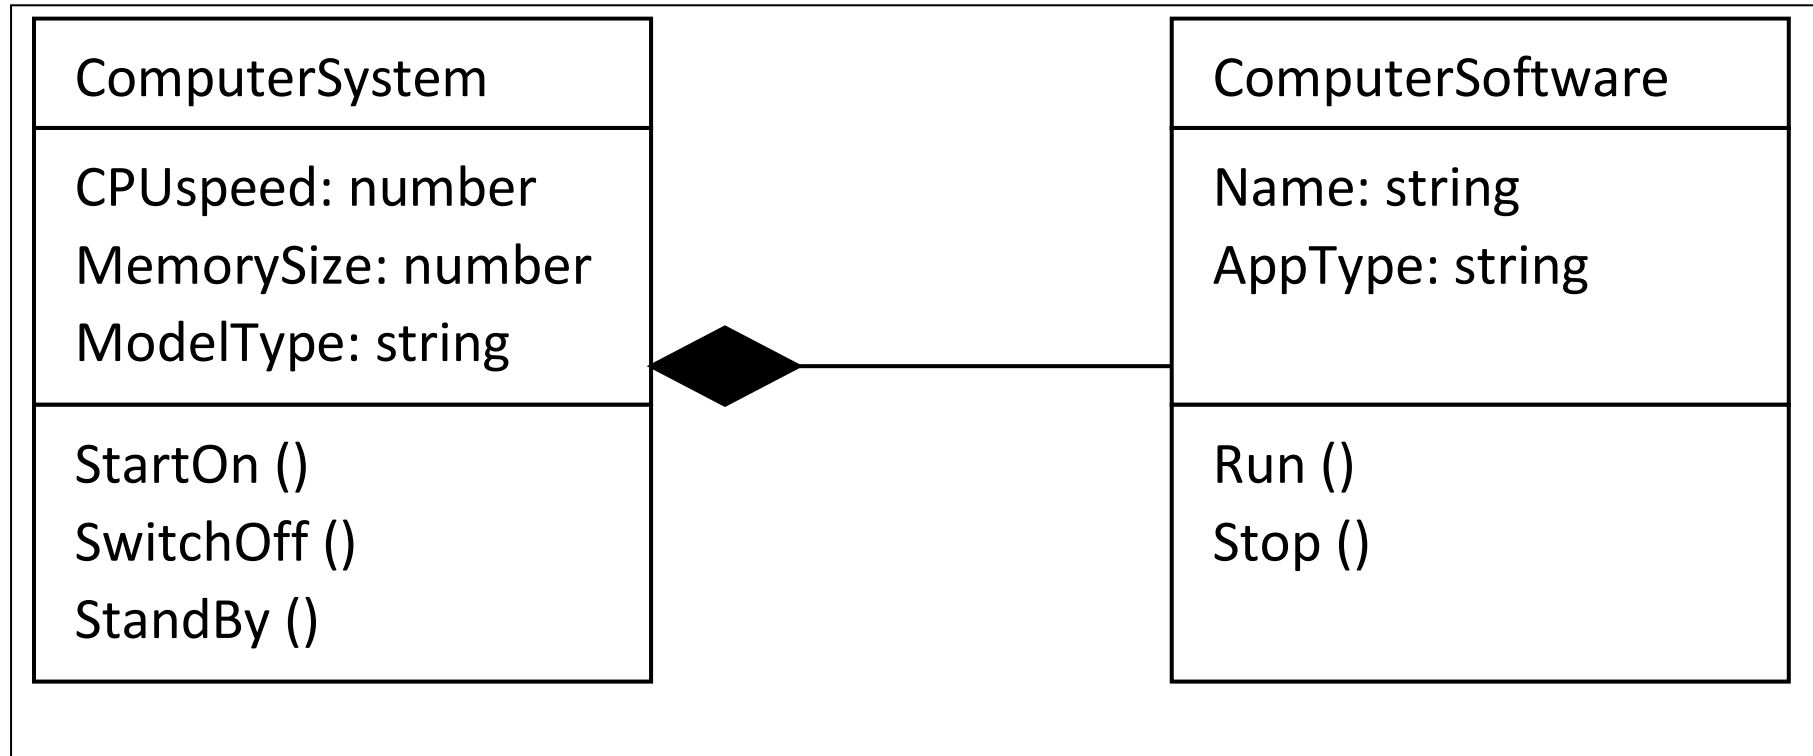 ComputerSystem
CPUspeed: number
MemorySize: number
ModelType: string
StartOn ()
SwitchOff ()
StandBy ()
ComputerSoftware
Name: string
AppType: string
Run ()
Stop ()